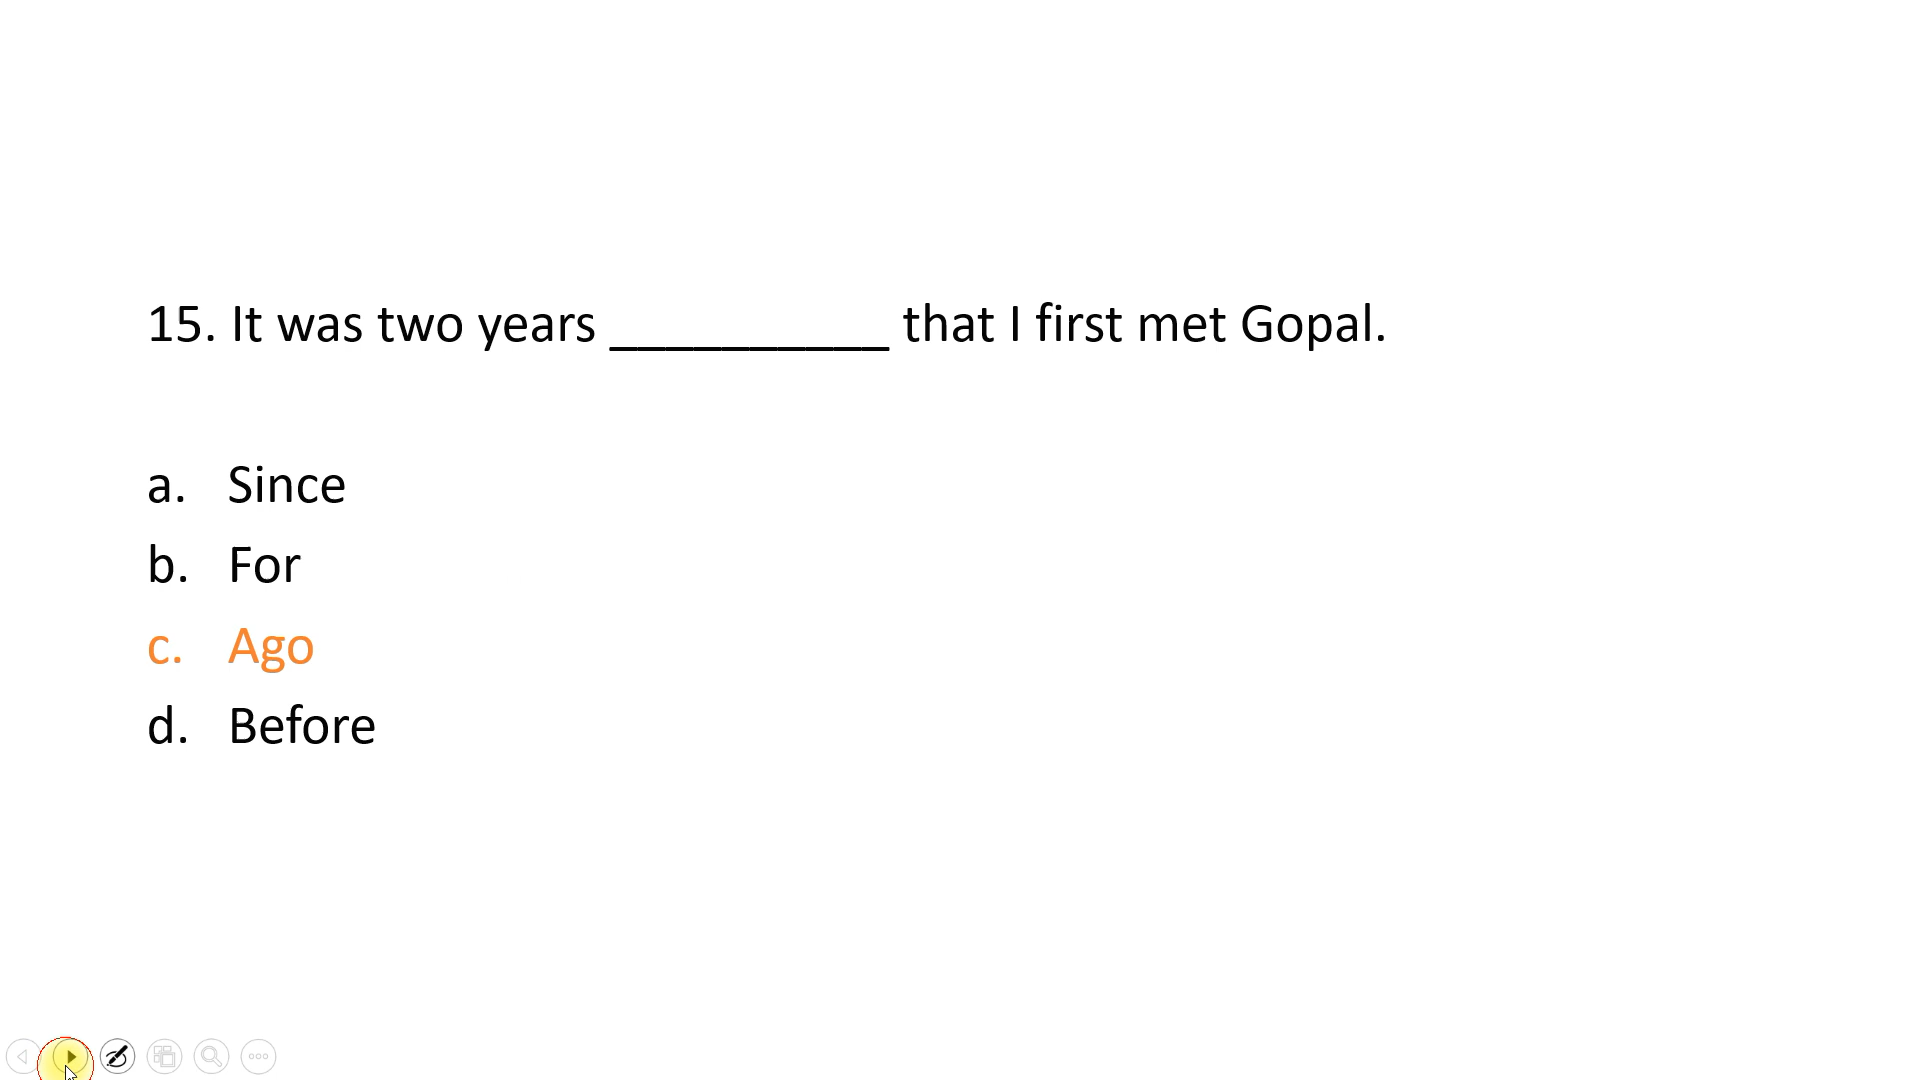 15. It was two years __________ that I first met Gopal.
a. Since
b. For
c. Ago
d. Before